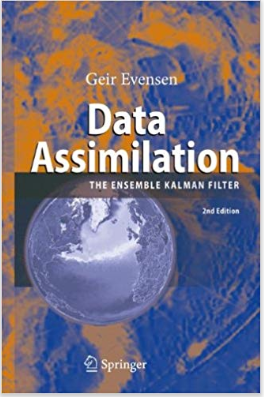 Geir Evensen
Data
Assimilation
THE ENSEMBLE KALMAN FILTER
2nd Edition
Springer